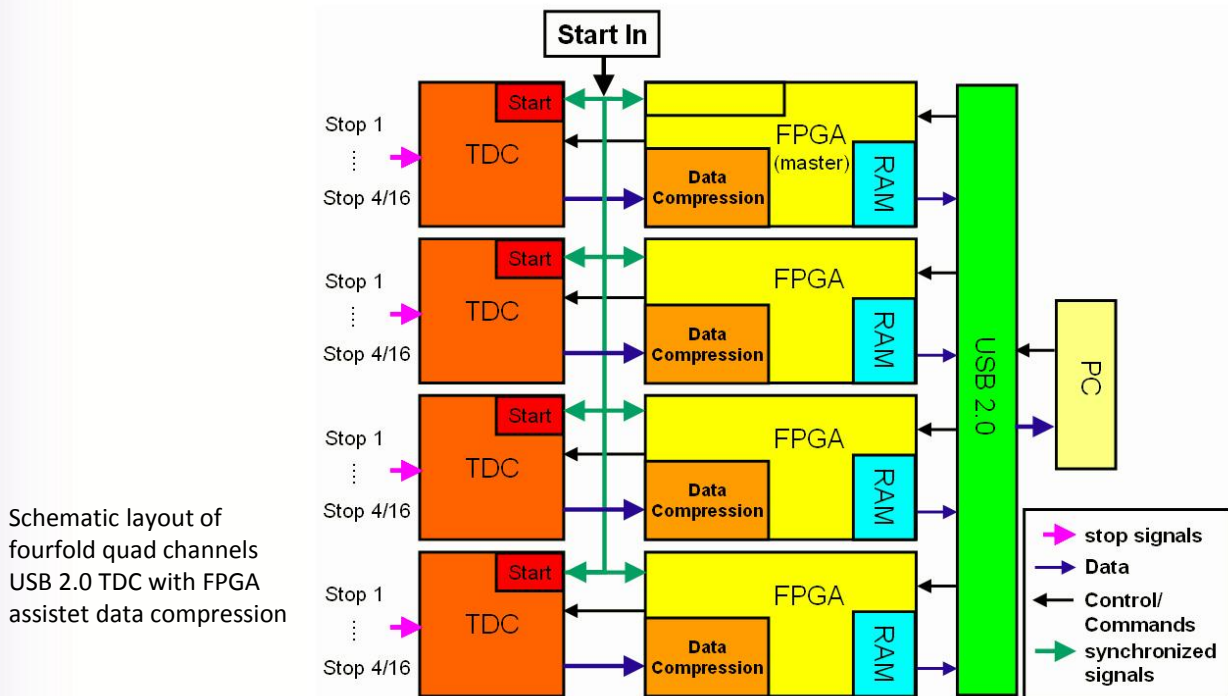 Start In
Start
Stop 1
TDC
FPGA
(master)
Data
Compression
RAM
Stop 4/16
Start
Stop 1
TDC
FPGA
Data
Compression
RAM
Stop 4/16
USB 2.0
PC
Start
Stop 1
TDC
FPGA
Data
Compression
RAM
Stop 4/16
Start
Stop 1
TDC
FPGA
Data
Compression
RAM
Stop 4/16
Schematic layout of
fourfold quad channels
USB 2.0 TDC with FPGA
assistet data compression
stop signals
Data
Control/
Commands
synchronized
signals